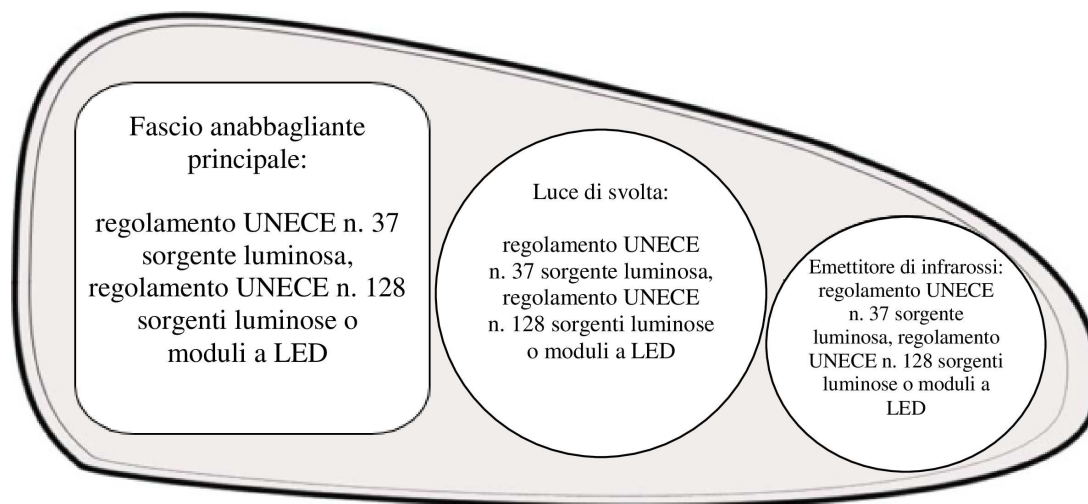 Fascio anabbagliante
principale:
regolamento UNECE n. 37
sorgente luminosa,
regolamento UNECE n. 128
sorgenti luminose o
moduli a LED
Luce di svolta:
regolamento UNECE
n. 37 sorgente luminosa,
regolamento UNECE
n. 128 sorgenti luminose
o moduli a LED
Emettitore di infrarossi:
regolamento UNECE
n. 37 sorgente
luminosa, regolamento
UNECE n. 128 sorgenti
luminose o moduli a
LED